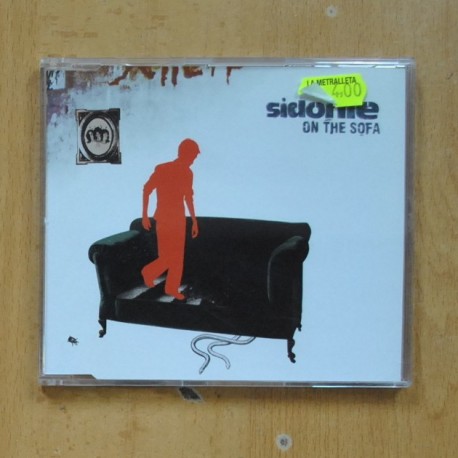 LA METRALLETA
4,00
sidonie
ON THE SOFA